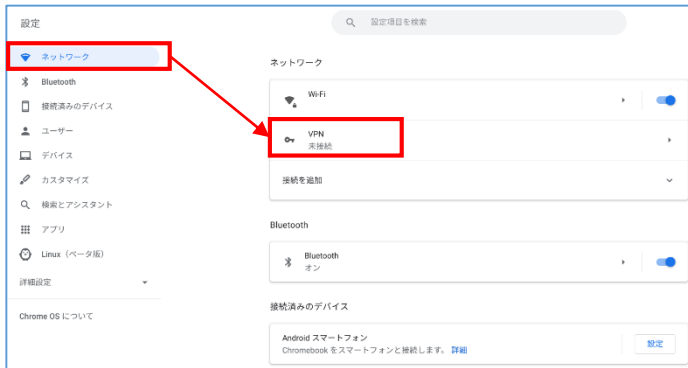 設定
設定項目を検索
ネットワーク
Bluetooth
接続済みのデバイス
ユーザー
デバイス
カスタマイズ
検索とアシスタント
アプリ
Linux（ベータ版）
詳細設定
Chrome OS について
ネットワーク
Wi-Fi
VPN
未接続
接続を追加
Bluetooth
Bluetooth
オン
接続済みのデバイス
Android スマートフォン
Chromebook をスマートフォンと接続します。 詳細
設定